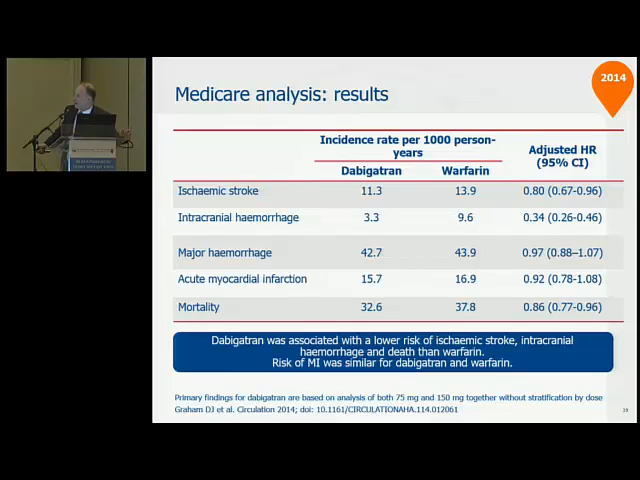 2014
Medicare analysis: results
Incidence rate per 1000 person-
years
Adjusted HR
(95% CI)
Dabigatran Warfarin
Ischaemic stroke 11.3 13.9 0.80 (0.67-0.96)
Intracranial haemorrhage 3.3 9.6 0.34 (0.26-0.46)
Major haemorrhage 42.7 43.9 0.97 (0.88–1.07)
Acute myocardial infarction 15.7 16.9 0.92 (0.78-1.08)
Mortality 32.6 37.8 0.86 (0.77-0.96)
Dabigatran was associated with a lower risk of ischaemic stroke, intracranial
haemorrhage and death than warfarin.
Risk of MI was similar for dabigatran and warfarin.
Primary findings for dabigatran are based on analysis of both 75 mg and 150 mg together without stratification by dose
Graham DJ et al. Circulation 2014; doi: 10.1161/CIRCULATIONAHA.114.012061